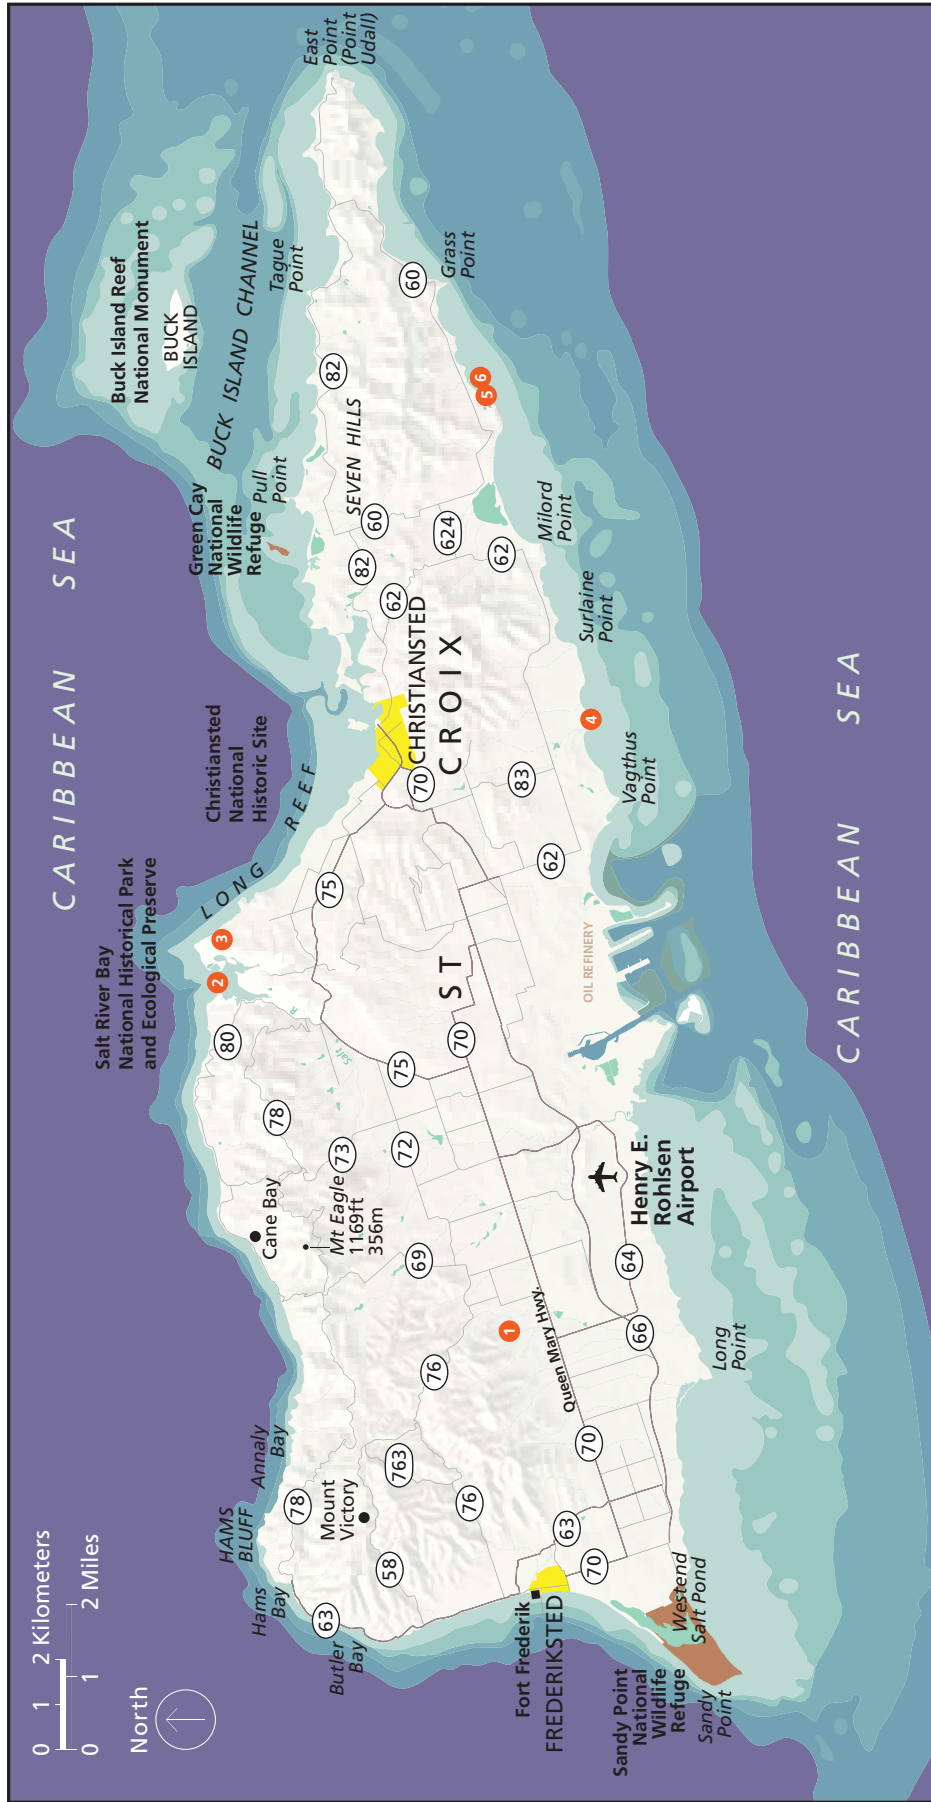 0 1 2 Kilometers
0 1 2 Miles
North
CARIBBEAN SEA
HAMS
BLUFF
Hams
Bay
Annaly
Bay
Butler
Bay
63
78
Mount
Victory
58
763
76
76
Cane Bay
Mt Eagle
1169ft
356m
78
80
73
69
72
75
Salt R
Salt River Bay
National Historical Park
and Ecological Preserve
2
3
LONG REEF
75
Christiansted
National
Historic Site
CHRISTIANSTED
70
Green Cay
National
Wildlife
Refuge
Pull
Point
BUCK ISLAND CHANNEL
Buck Island Reef
National Monument
BUCK
ISLAND
Tague
Point
East
Point
(Point
Udall)
82
82
SEVEN HILLS
60
60
62
624
62
Grass
Point
5
6
Milord
Point
Surlaine
Point
4
Vagthus
Point
83
62
ST CROIX
70
OIL REFINERY
1
Queen Mary Hwy.
Henry E.
Rohlsen
Airport
64
66
70
Long
Point
Fort Frederik
FREDERIKSTED
63
70
Westend
Salt Pond
Sandy Point
National
Wildlife
Refuge
Sandy
Point
CARIBBEAN SEA